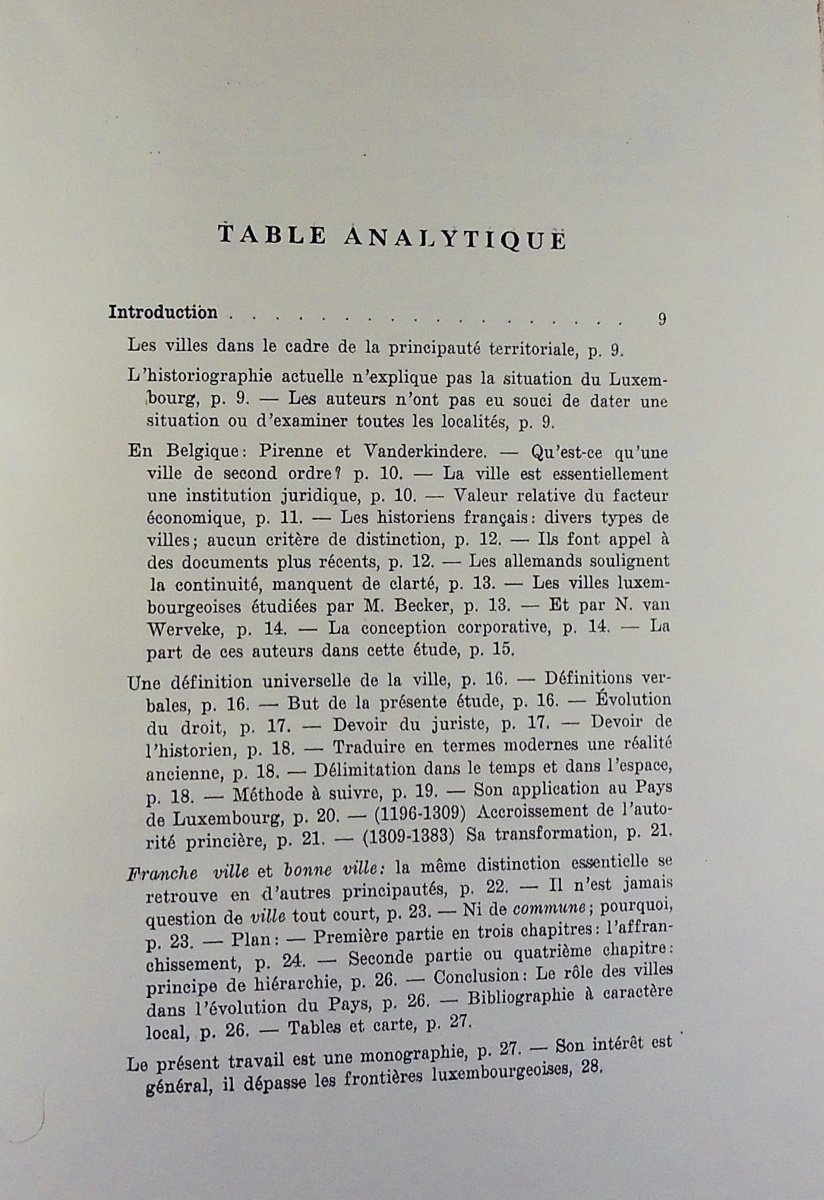 TABLE ANALYTIQUE
Introduction . . . . . . . . . . . . . . . . . . 9
Les villes dans le cadre de la principauté territoriale, p. 9.
L'historiographie actuelle n'explique pas la situation du Luxem-
bourg, p. 9. — Les auteurs n'ont pas eu souci de dater une
situation ou d'examiner toutes les localités, p. 9.
En Belgique: Pirenne et Vanderkindere. — Qu'est-ce qu'une
ville de second ordre? p. 10. — La ville est essentiellement
une institution juridique, p. 10. — Valeur relative du facteur
économique, p. 11. — Les historiens français: divers types de
villes; aucun critère de distinction, p. 12. — Ils font appel à
des documents plus récents, p. 12. — Les allemands soulignent
la continuité, manquent de clarté, p. 13. — Les villes luxem-
bourgeoises étudiées par M. Becker, p. 13. — Et par N. van
Werveke, p. 14. — La conception corporative, p. 14. — La
part de ces auteurs dans cette étude, p. 15.
Une définition universelle de la ville, p. 16. — Définitions ver-
bales, p. 16. — But de la présente étude, p. 16. — Évolution
du droit, p. 17. — Devoir du juriste, p. 17. — Devoir de
l'historien, p. 18. — Traduire en termes modernes une réalité
ancienne, p. 18. — Délimitation dans le temps et dans l'espace,
p. 18. — Méthode à suivre, p. 19. — Son application au Pays
de Luxembourg, p. 20. — (1196-1309) Accroissement de l'auto-
rité princière, p. 21. — (1309-1383) Sa transformation, p. 21.
Franche ville et bonne ville: la même distinction essentielle se
retrouve en d'autres principautés, p. 22. — Il n'est jamais
question de ville tout court, p. 23. — Ni de commune; pourquoi,
p. 23. — Plan: — Première partie en trois chapitres: l'affran-
chissement, p. 24. — Seconde partie ou quatrième chapitre:
principe de hiérarchie, p. 26. — Conclusion: Le rôle des villes
dans l'évolution du Pays, p. 26. — Bibliographie à caractère
local, p. 26. — Tables et carte, p. 27.
Le présent travail est une monographie, p. 27. — Son intérêt est
général, il dépasse les frontières luxembourgeoises, 28.